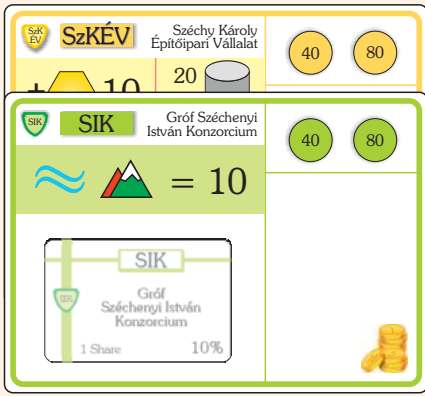 SzK
ÉV
SzKÉV
Széchy Károly
Építőipari Vállalat
40
80
+ 10
20
SIK
SIK
Gróf Széchenyi
István Konzorcium
40
80
= 10
SIK
SIK
Gróf
Széchenyi István
Konzorcium
1 Share
10%